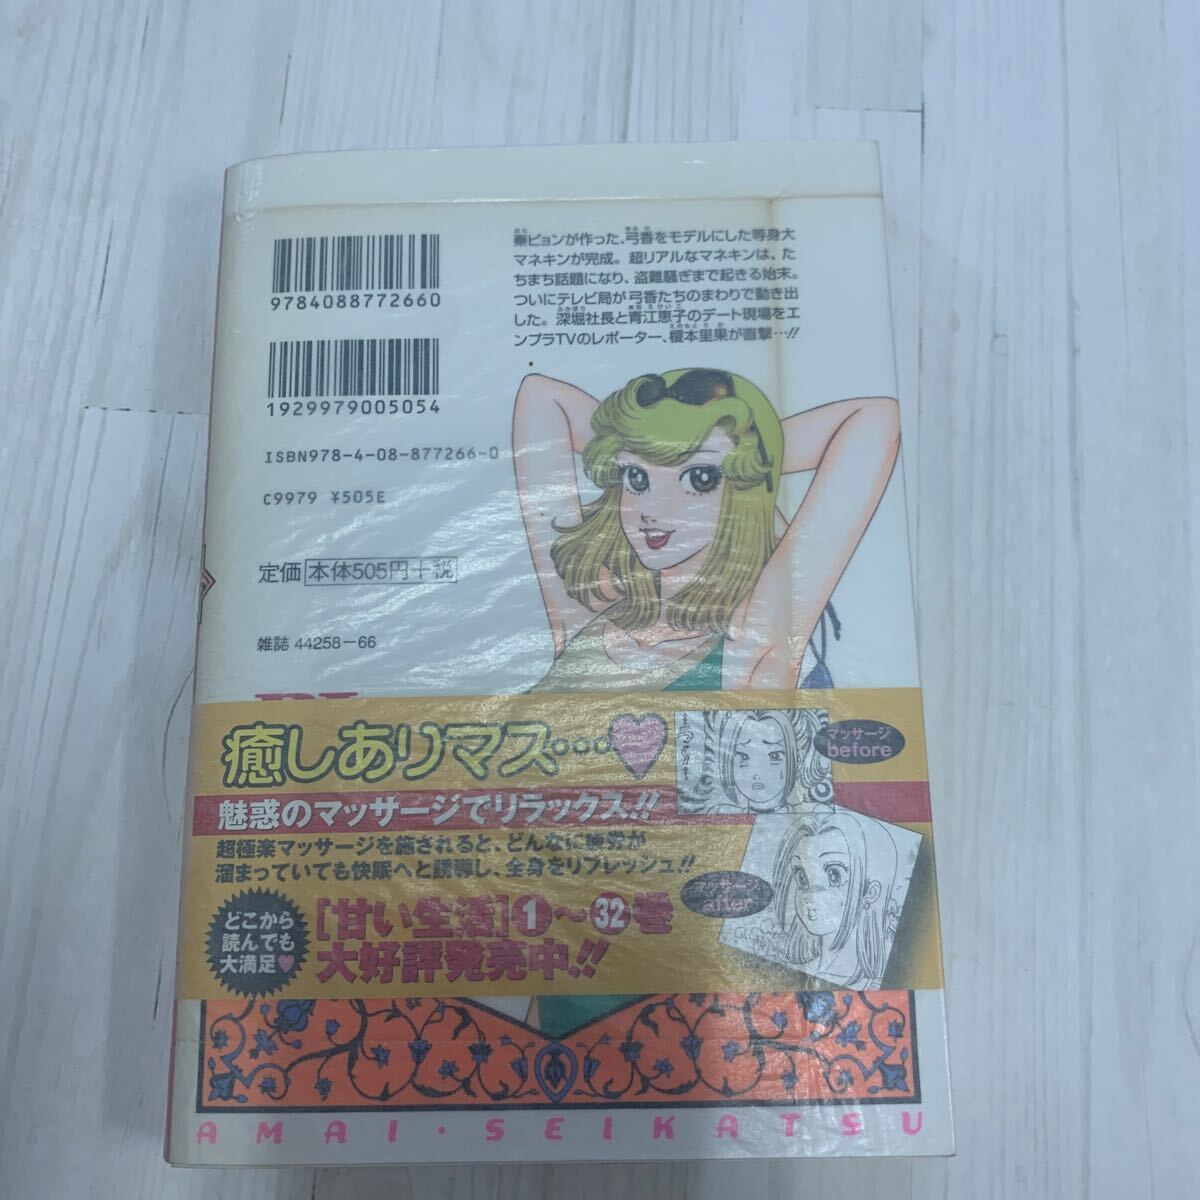 9784088772660
1929979005054
ISBN978-4-08-877266-0
C9979 ¥505E
定価 本体505円+税
雑誌 44258-66
秦ピョンが作った、弓香をモデルにした等身大
マネキンが完成。超リアルなマネキンは、た
ちまち話題になり、盗難騒ぎまで起きる始末。
ついにテレビ局が弓香たちのまわりで動き出
した。深堀社長と青江恵子のデート現場をエ
ンプラTVのレポーター、榎本里果が直撃…!!
癒しありマス…♥
魅惑のマッサージでリラックス!!
超極楽マッサージを施されると、どんなに疲労が
溜まっていても快眠へと誘導し、全身をリフレッシュ!!
どこから
読んでも
大満足♥
[甘い生活]①〜㉜巻
大好評発売中!!
マッサージ
before
マッサージ
after
AMAI・SEIKATSU